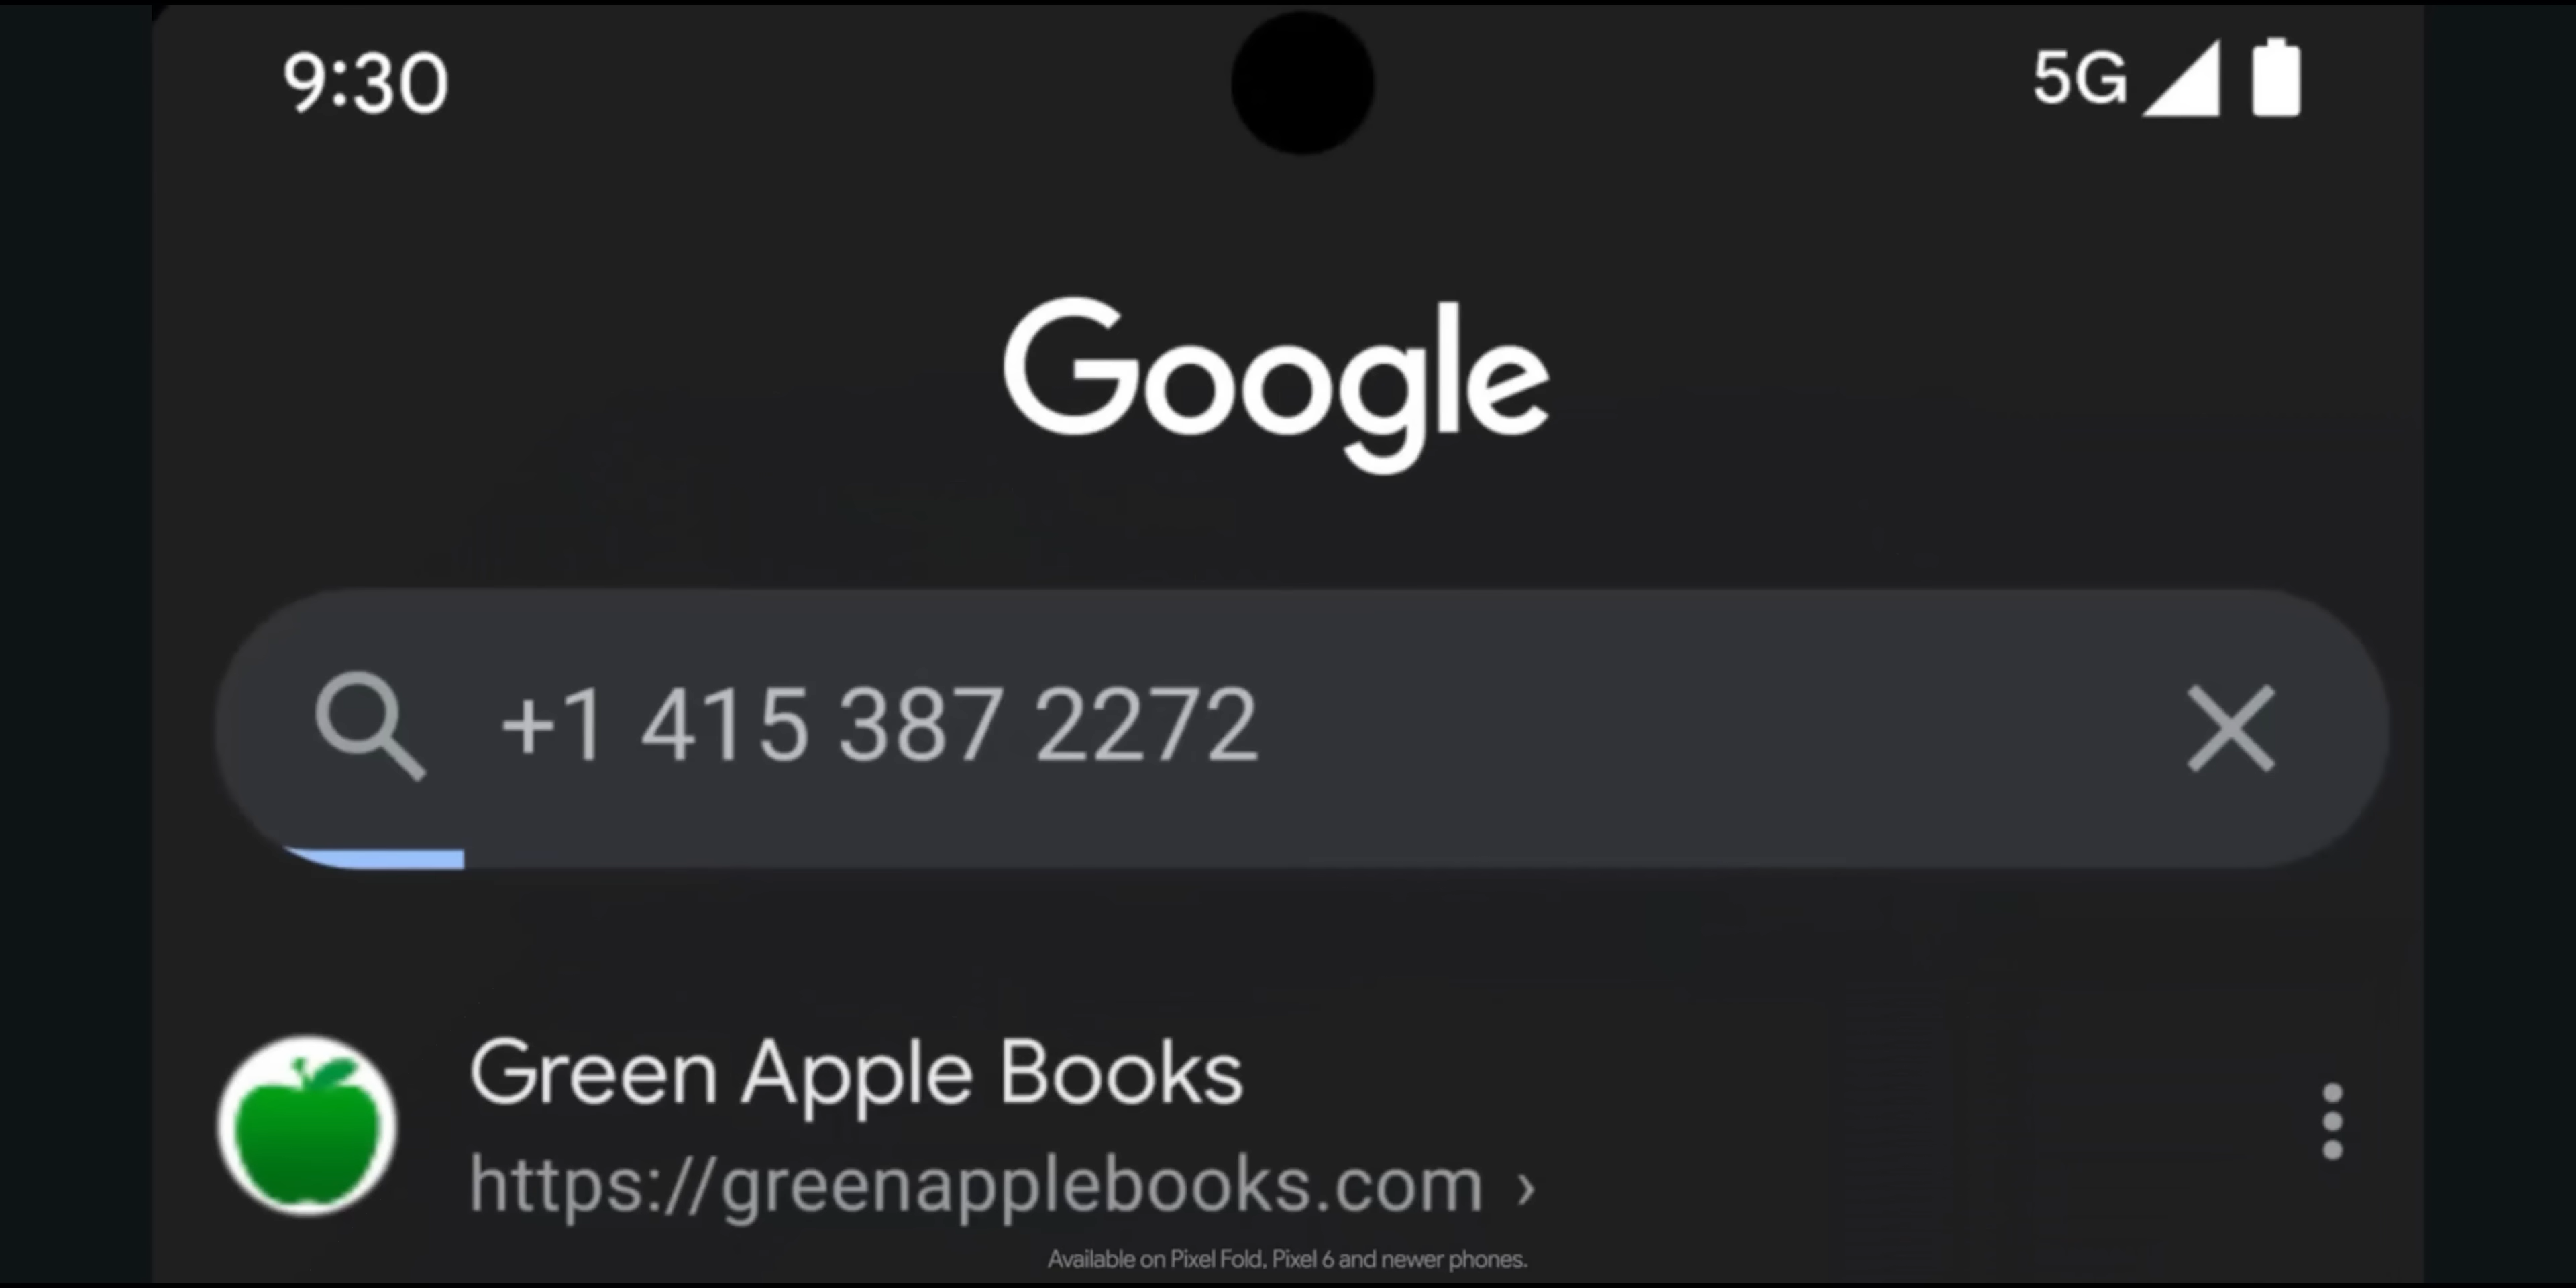 9:30
5G
Google
+1 415 387 2272
Green Apple Books
https://greenapplebooks.com ›
Available on Pixel Fold, Pixel 6 and newer phones.